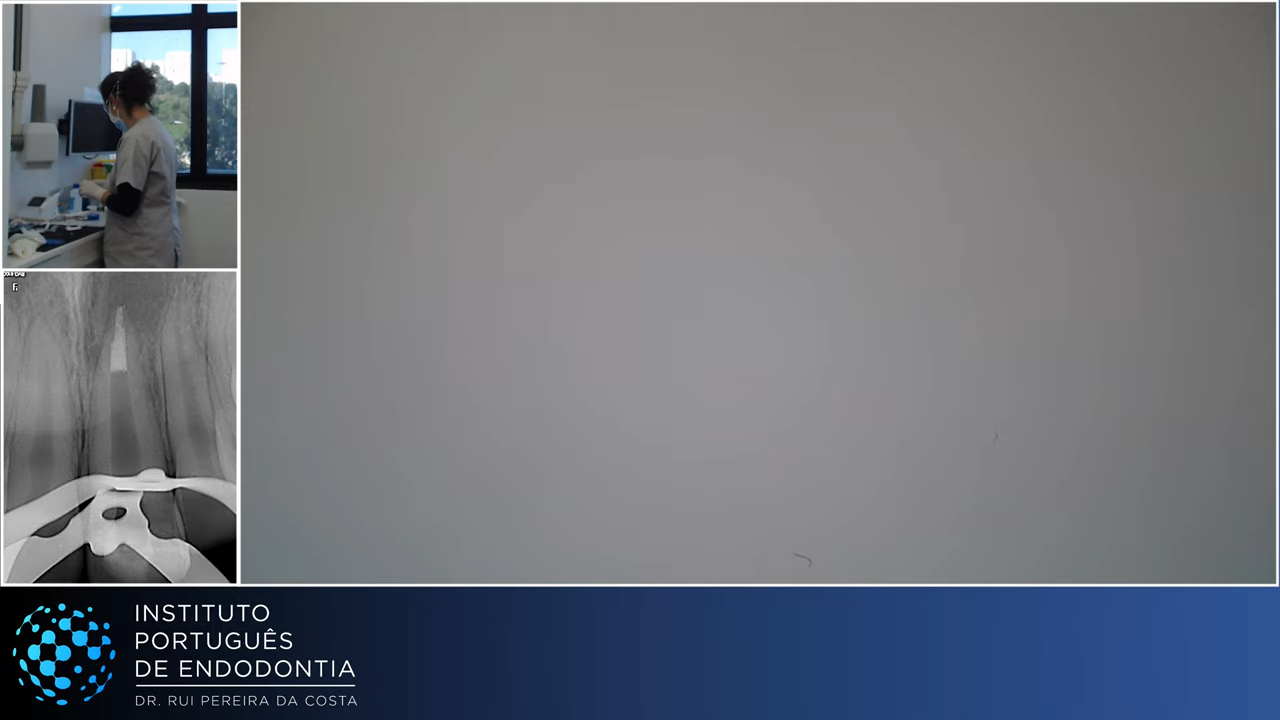 INSTITUTO
PORTUGUÊS
DE ENDODONTIA
DR. RUI PEREIRA DA COSTA